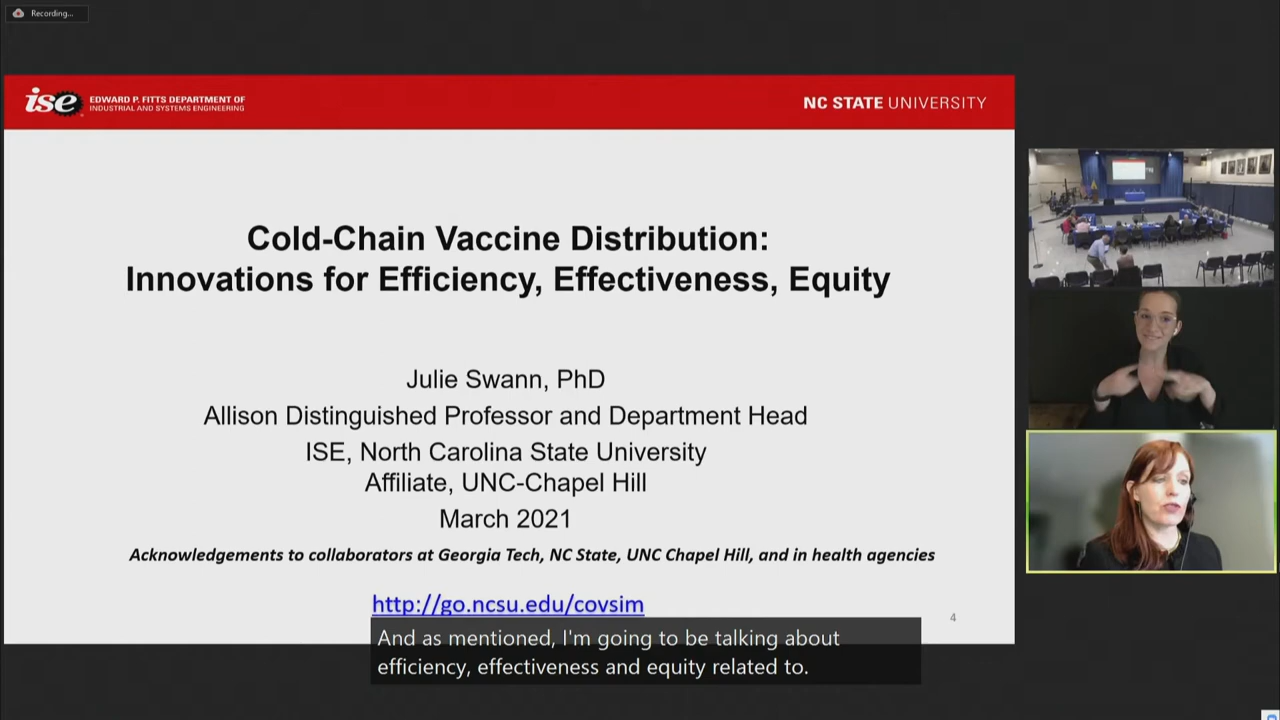 Recording...
ise EDWARD P. FITTS DEPARTMENT OF
INDUSTRIAL AND SYSTEMS ENGINEERING
NC STATE UNIVERSITY
Cold-Chain Vaccine Distribution:
Innovations for Efficiency, Effectiveness, Equity
Julie Swann, PhD
Allison Distinguished Professor and Department Head
ISE, North Carolina State University
Affiliate, UNC-Chapel Hill
March 2021
Acknowledgements to collaborators at Georgia Tech, NC State, UNC Chapel Hill, and in health agencies
http://go.ncsu.edu/covsim
4
And as mentioned, I'm going to be talking about
efficiency, effectiveness and equity related to.